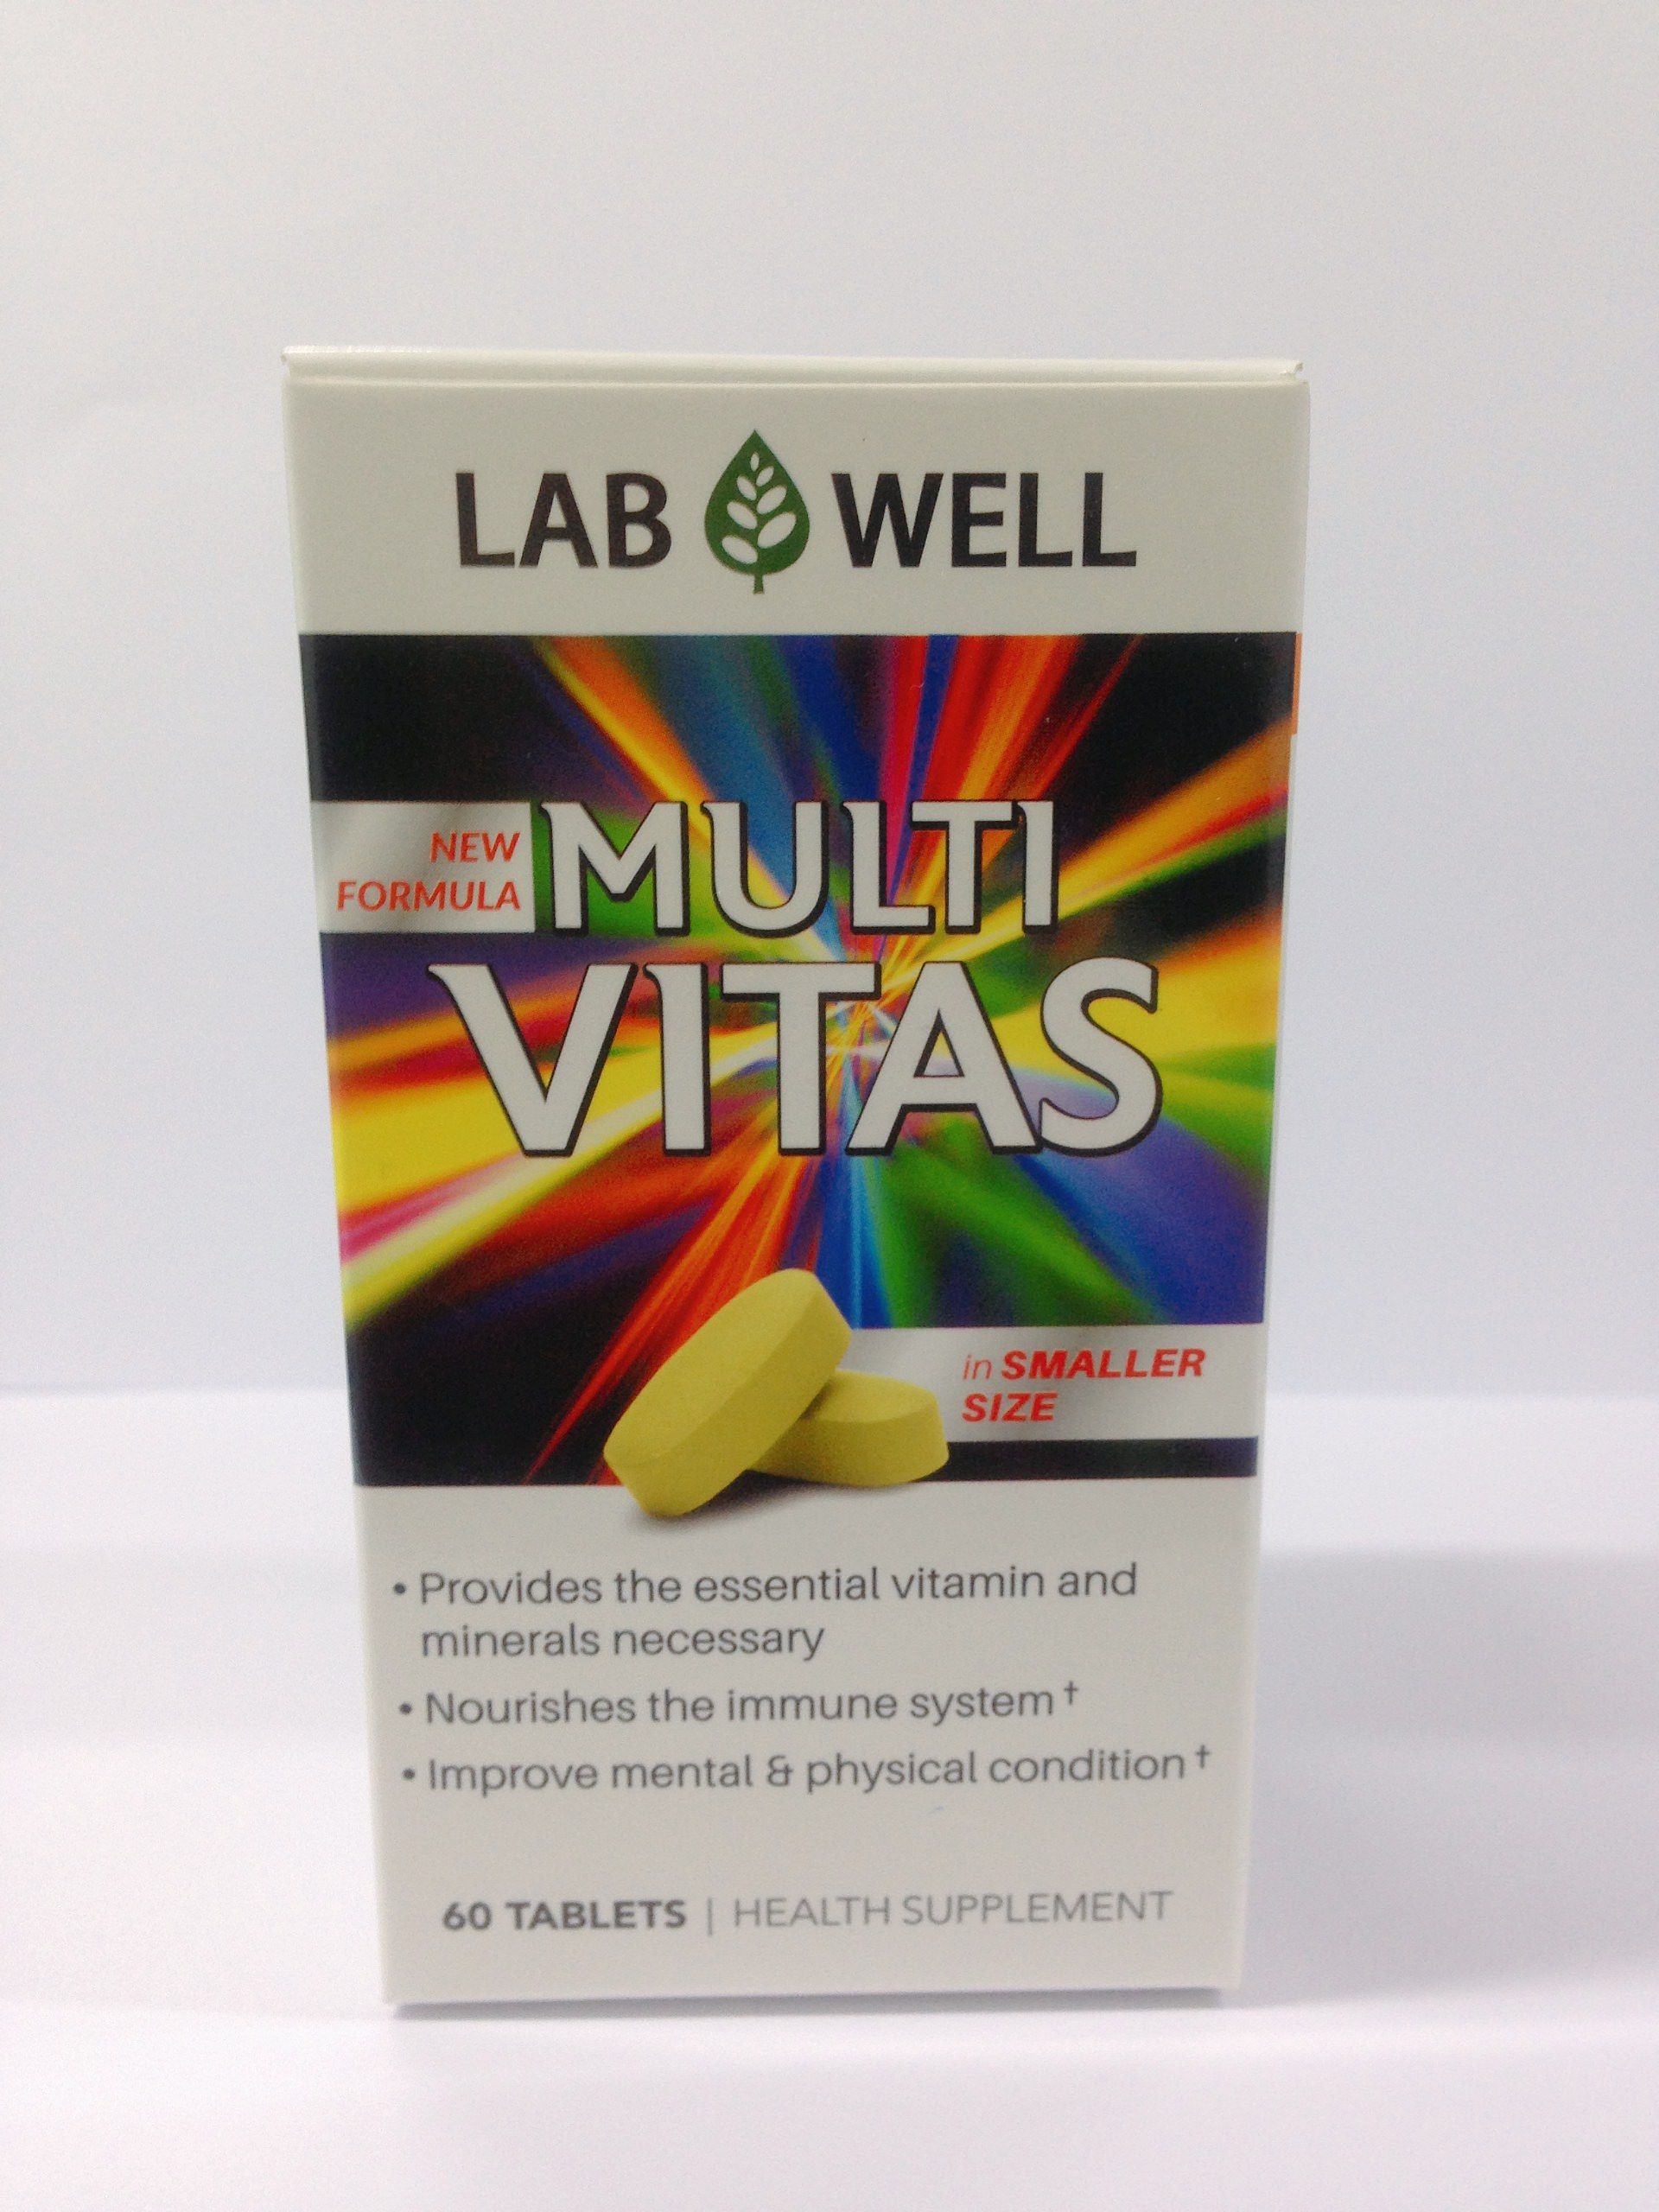 LAB WELL
NEW
FORMULA
MULTI
VITAS
in SMALLER
SIZE
• Provides the essential vitamin and
minerals necessary
• Nourishes the immune system†
• Improve mental & physical condition†
60 TABLETS | HEALTH SUPPLEMENT